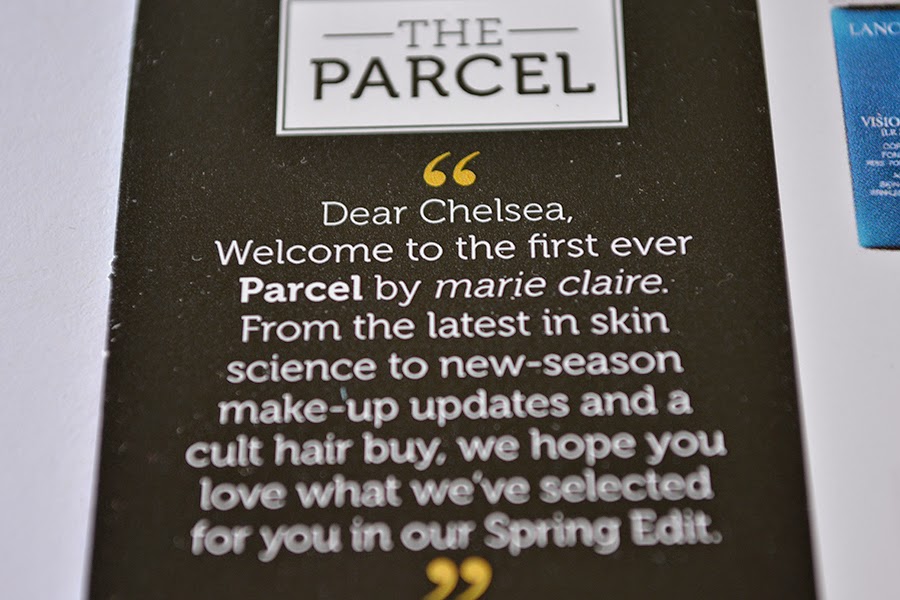 THE
PARCEL
“
Dear Chelsea,
Welcome to the first ever
Parcel by marie claire.
From the latest in skin
science to new-season
make-up updates and a
cult hair buy, we hope you
love what we've selected
for you in our Spring Edit.
”
LANC
VISIO